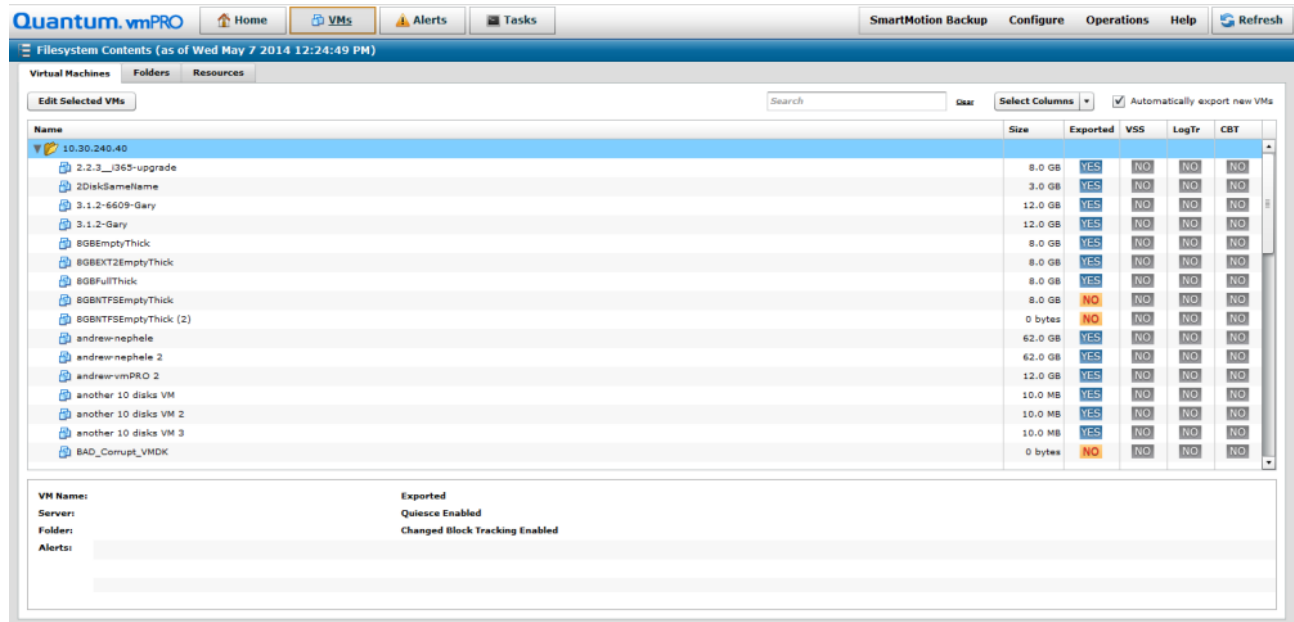 Quantum. vmPRO Home VMs Alerts Tasks SmartMotion Backup Configure Operations Help Refresh
Filesystem Contents (as of Wed May 7 2014 12:24:49 PM)
Virtual Machines Folders Resources
Edit Selected VMs Search Clear Select Columns Automatically export new VMs
Name Size Exported VSS LogTr CBT
10.30.240.40
2.2.3__i365-upgrade 8.0 GB YES NO NO NO
2DiskSameName 3.0 GB YES NO NO NO
3.1.2-6609-Gary 12.0 GB YES NO NO NO
3.1.2-Gary 12.0 GB YES NO NO NO
8GBEmptyThick 8.0 GB YES NO NO NO
8GBEXT2EmptyThick 8.0 GB YES NO NO NO
8GBFullThick 8.0 GB YES NO NO NO
8GBNTFSEmptyThick 8.0 GB NO NO NO NO
8GBNTFSEmptyThick (2) 0 bytes NO NO NO NO
andrew-nephele 62.0 GB YES NO NO NO
andrew-nephele 2 62.0 GB YES NO NO NO
andrew-vmPRO 2 12.0 GB YES NO NO NO
another 10 disks VM 10.0 MB YES NO NO NO
another 10 disks VM 2 10.0 MB YES NO NO NO
another 10 disks VM 3 10.0 MB YES NO NO NO
BAD_Corrupt_VMDK 0 bytes NO NO NO NO
VM Name: Exported
Server: Quiesce Enabled
Folder: Changed Block Tracking Enabled
Alerts: